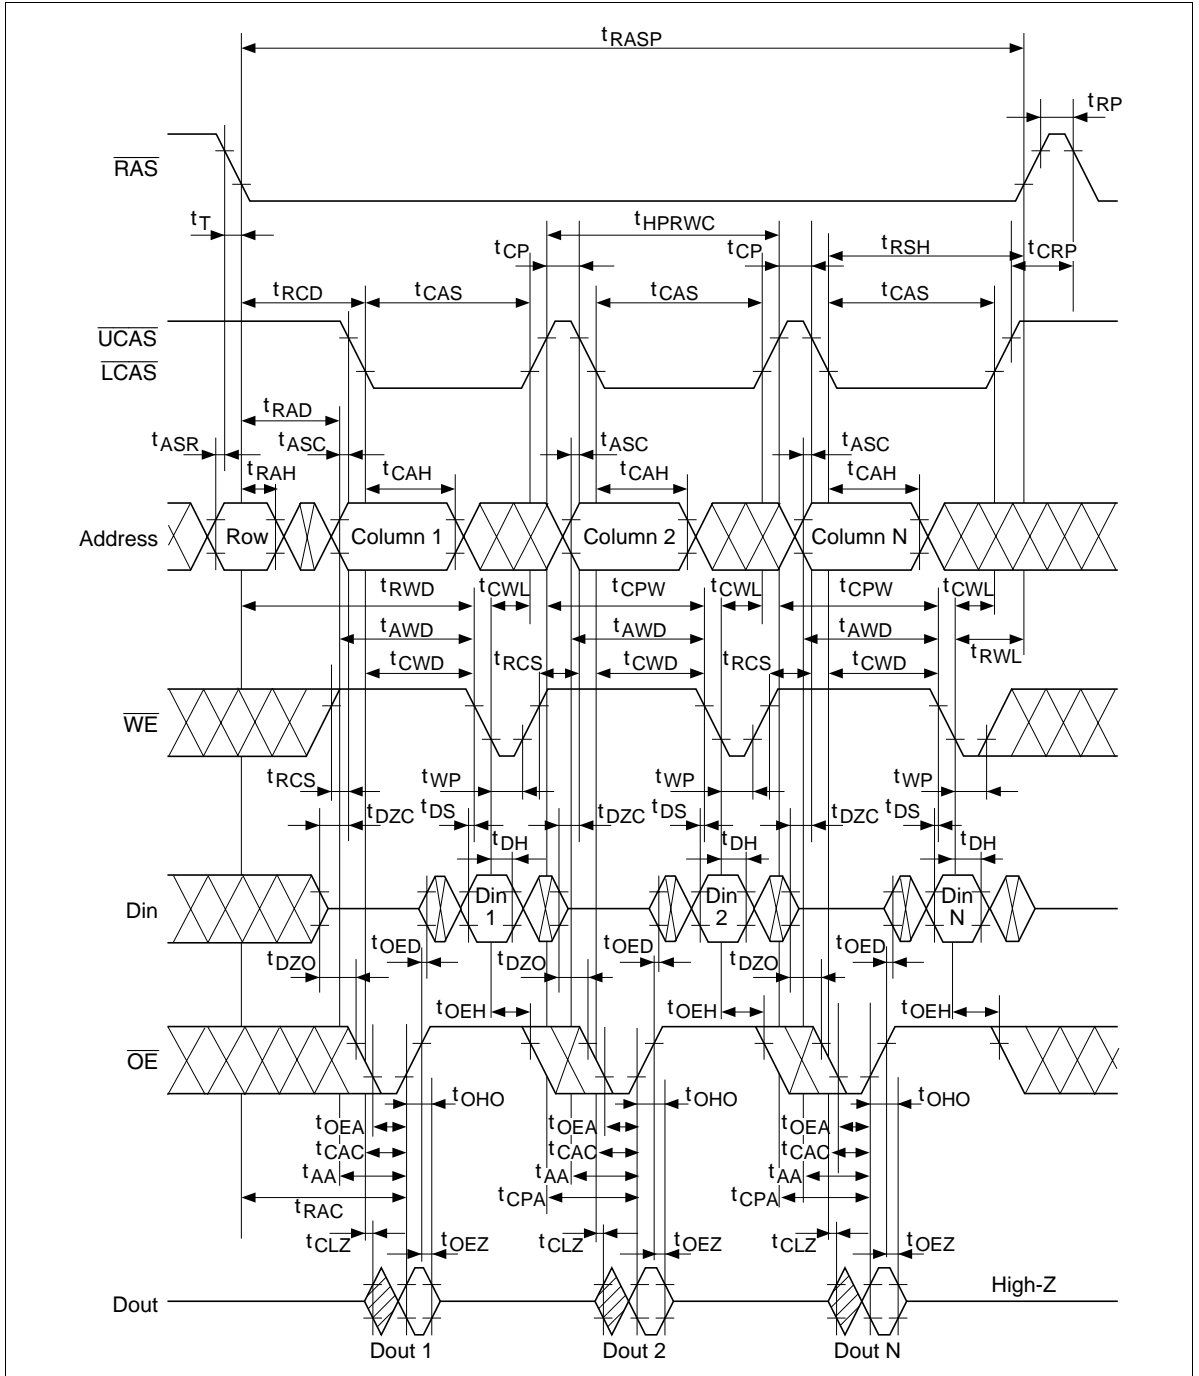 tRASP
tRP
RAS
tT
tHPRWC
tCP tCP tRSH tCRP
tRCD tCAS tCAS tCAS
UCAS
LCAS
tRAD
tASR tASC tASC tASC
tRAH tCAH tCAH tCAH
Address Row Column 1 Column 2 Column N
tRWD tCWL tCPW tCWL tCPW tCWL
tAWD tAWD tAWD
tCWD tRCS tCWD tRCS tCWD tRWL
WE
tRCS tWP tWP tWP
tDZC tDS tDZC tDS tDZC tDS
tDH tDH tDH
Din Din 1 Din 2 Din N
tDZO tOED tDZO tOED tDZO tOED
tOEH tOEH tOEH
OE
tOHO tOHO tOHO
tOEA tOEA tOEA
tCAC tCAC tCAC
tAA tAA tAA
tRAC tCPA tCPA
tCLZ tOEZ tCLZ tOEZ tCLZ tOEZ
High-Z
Dout
Dout 1 Dout 2 Dout N